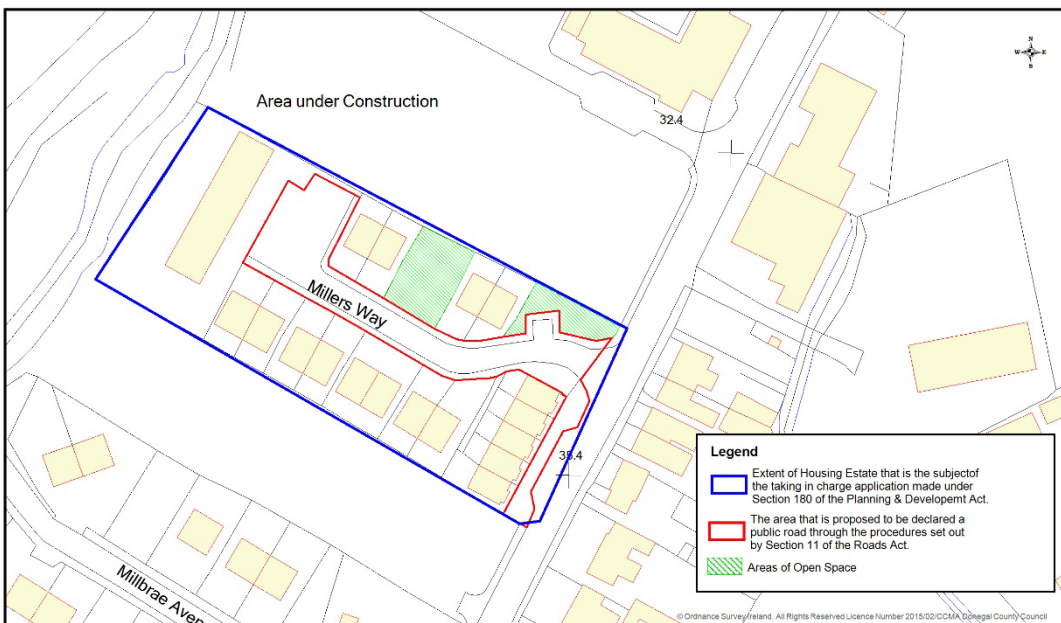 Area under Construction
N
W E
S
32.4
Millers Way
35.4
Millbrae Aven
Legend
Extent of Housing Estate that is the subjectof
the taking in charge application made under
Section 180 of the Planning & Developemt Act.
The area that is proposed to be declared a
public road through the procedures set out
by Section 11 of the Roads Act.
Areas of Open Space
© Ordnance Survey Ireland. All Rights Reserved Licence Number 2015/02/CCMA Donegal County Council